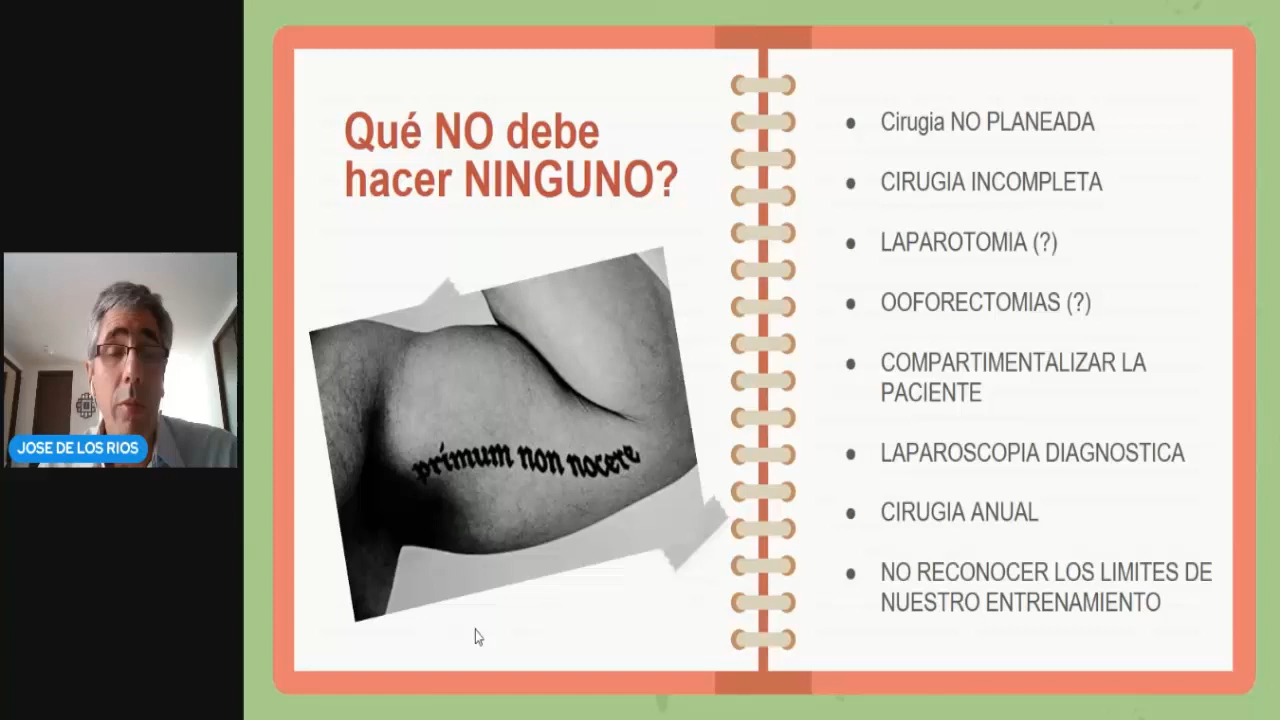 Qué NO debe
hacer NINGUNO?
primum non nocere
JOSE DE LOS RIOS
● Cirugia NO PLANEADA
● CIRUGIA INCOMPLETA
● LAPAROTOMIA (?)
● OOFORECTOMIAS (?)
● COMPARTIMENTALIZAR LA
PACIENTE
● LAPAROSCOPIA DIAGNOSTICA
● CIRUGIA ANUAL
● NO RECONOCER LOS LIMITES DE
NUESTRO ENTRENAMIENTO